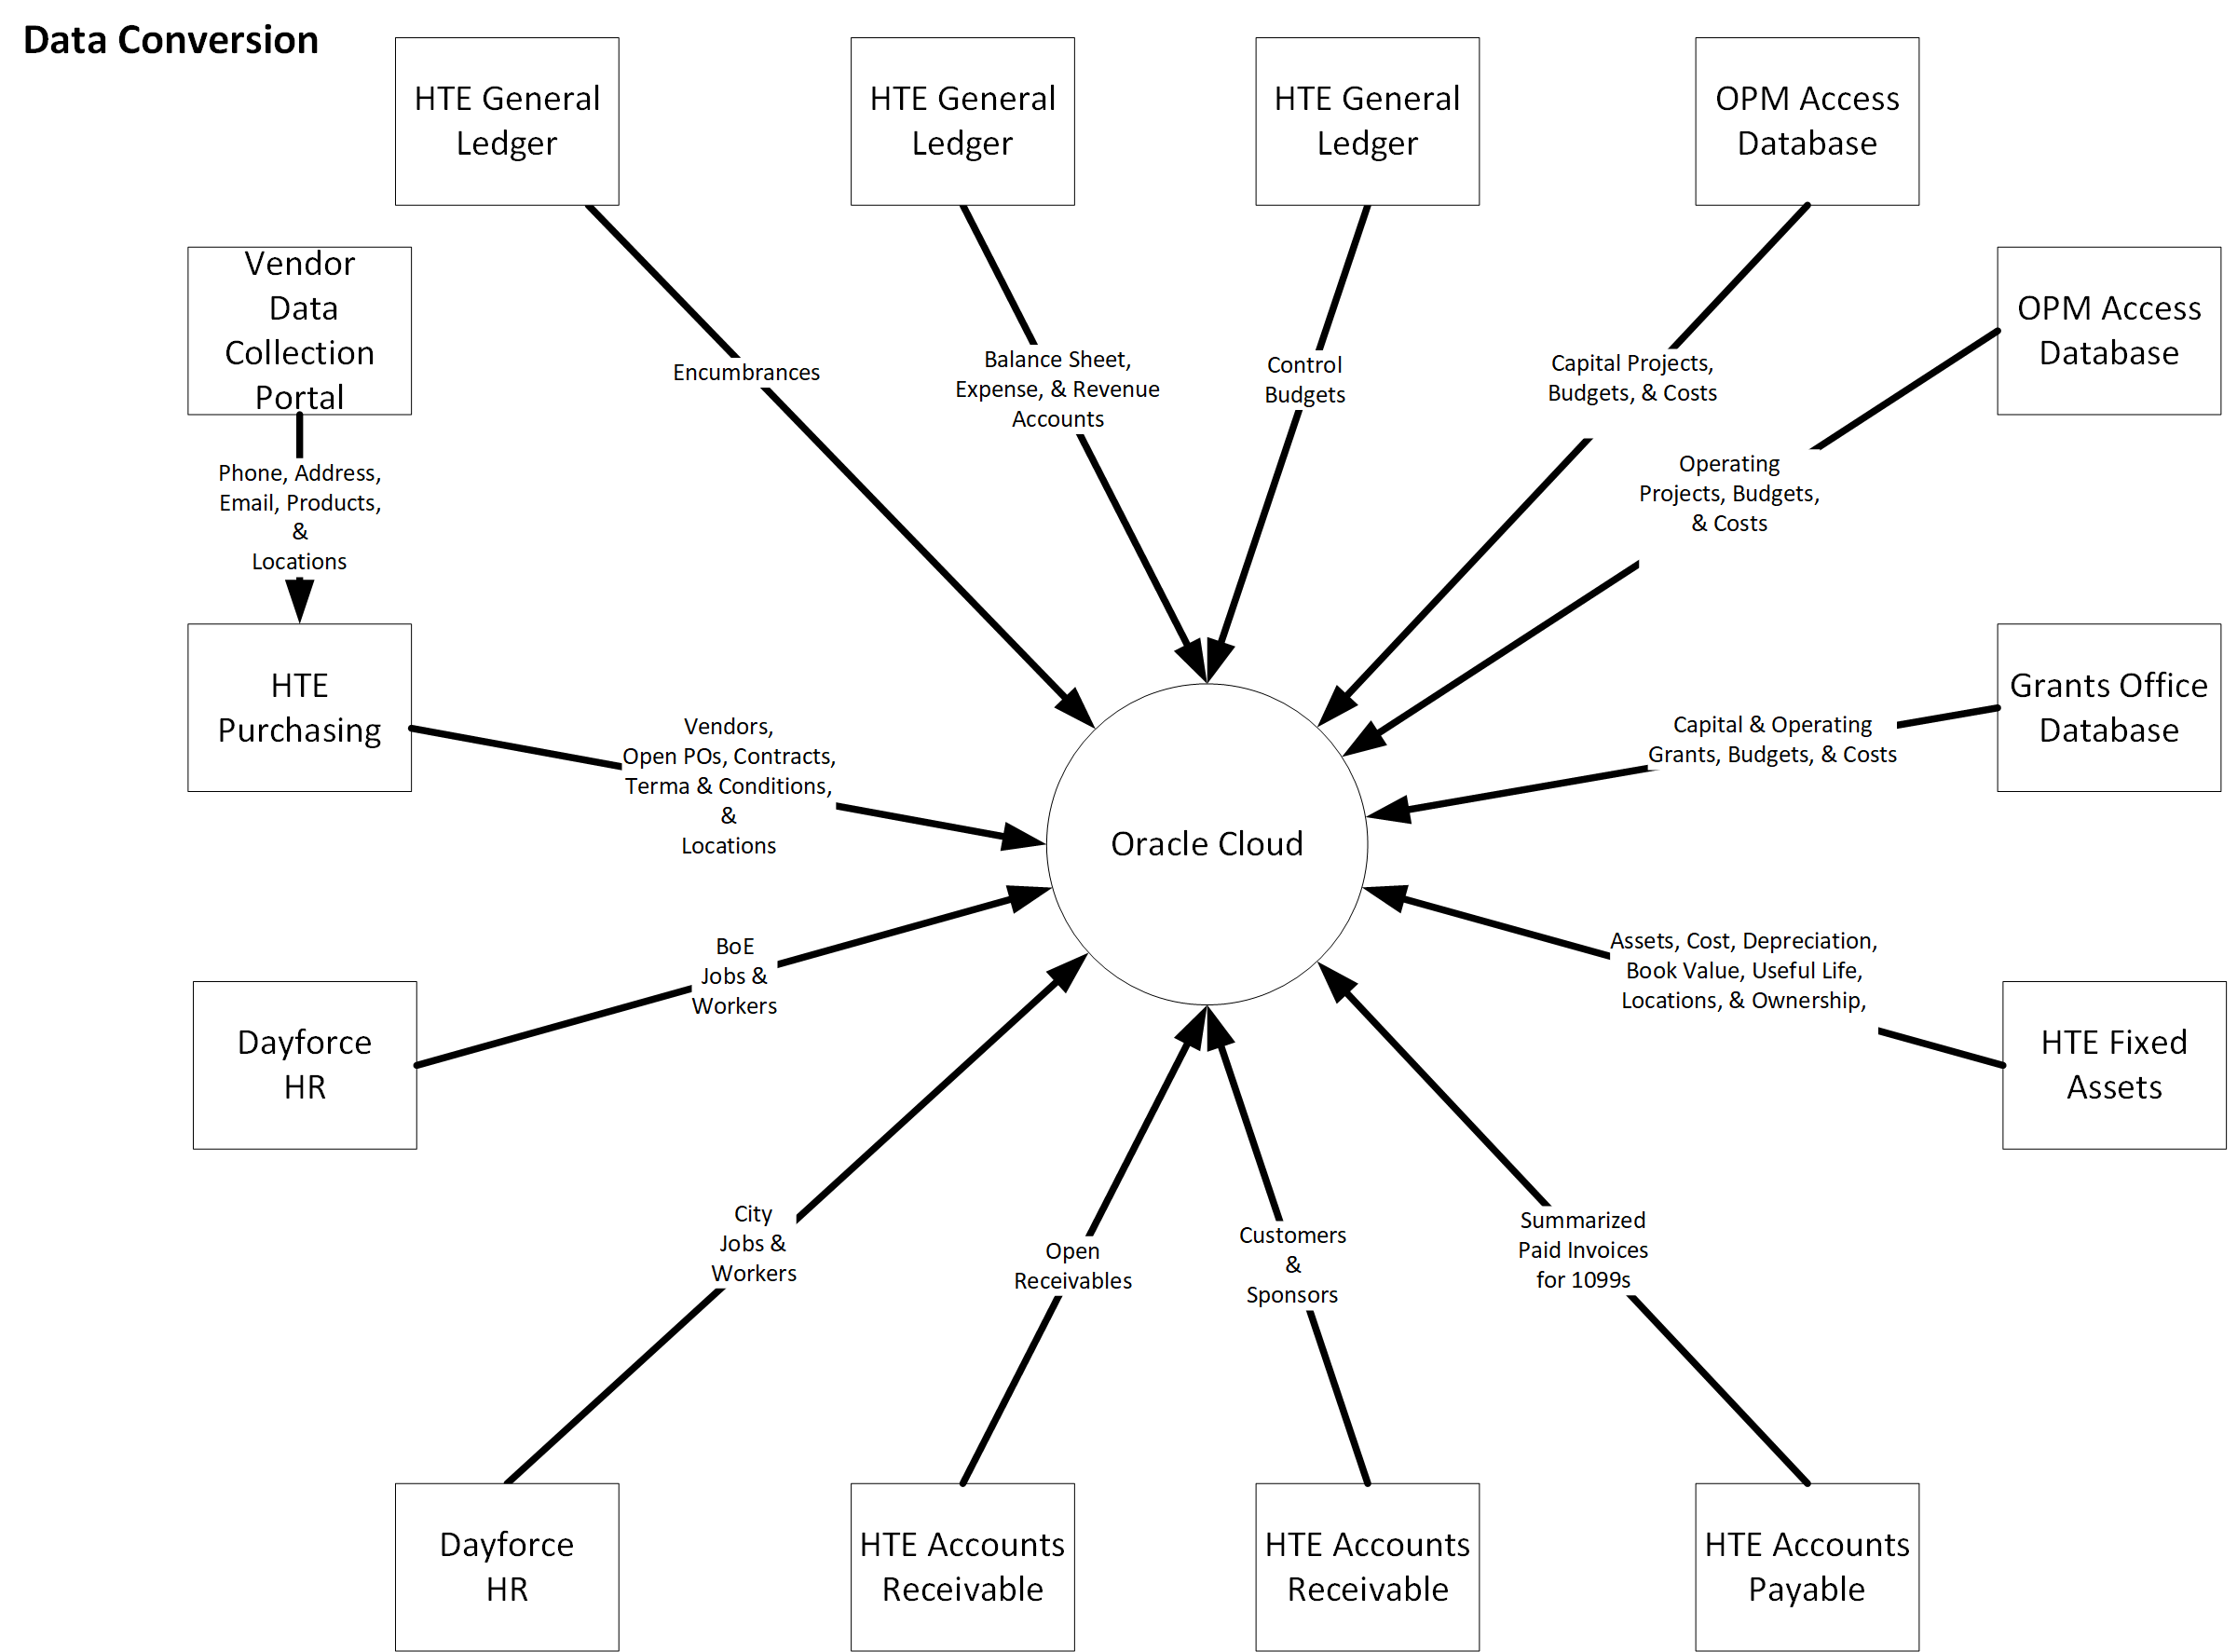 Data Conversion
HTE General
Ledger
HTE General
Ledger
HTE General
Ledger
OPM Access
Database
Vendor
Data
Collection
Portal
OPM Access
Database
Encumbrances
Balance Sheet,
Expense, & Revenue
Accounts
Control
Budgets
Capital Projects,
Budgets, & Costs
Operating
Projects, Budgets,
& Costs
Phone, Address,
Email, Products,
&
Locations
HTE
Purchasing
Vendors,
Open POs, Contracts,
Terma & Conditions,
&
Locations
Capital & Operating
Grants, Budgets, & Costs
Grants Office
Database
Oracle Cloud
Dayforce
HR
BoE
Jobs &
Workers
Assets, Cost, Depreciation,
Book Value, Useful Life,
Locations, & Ownership,
HTE Fixed
Assets
City
Jobs &
Workers
Open
Receivables
Customers
&
Sponsors
Summarized
Paid Invoices
for 1099s
Dayforce
HR
HTE Accounts
Receivable
HTE Accounts
Receivable
HTE Accounts
Payable